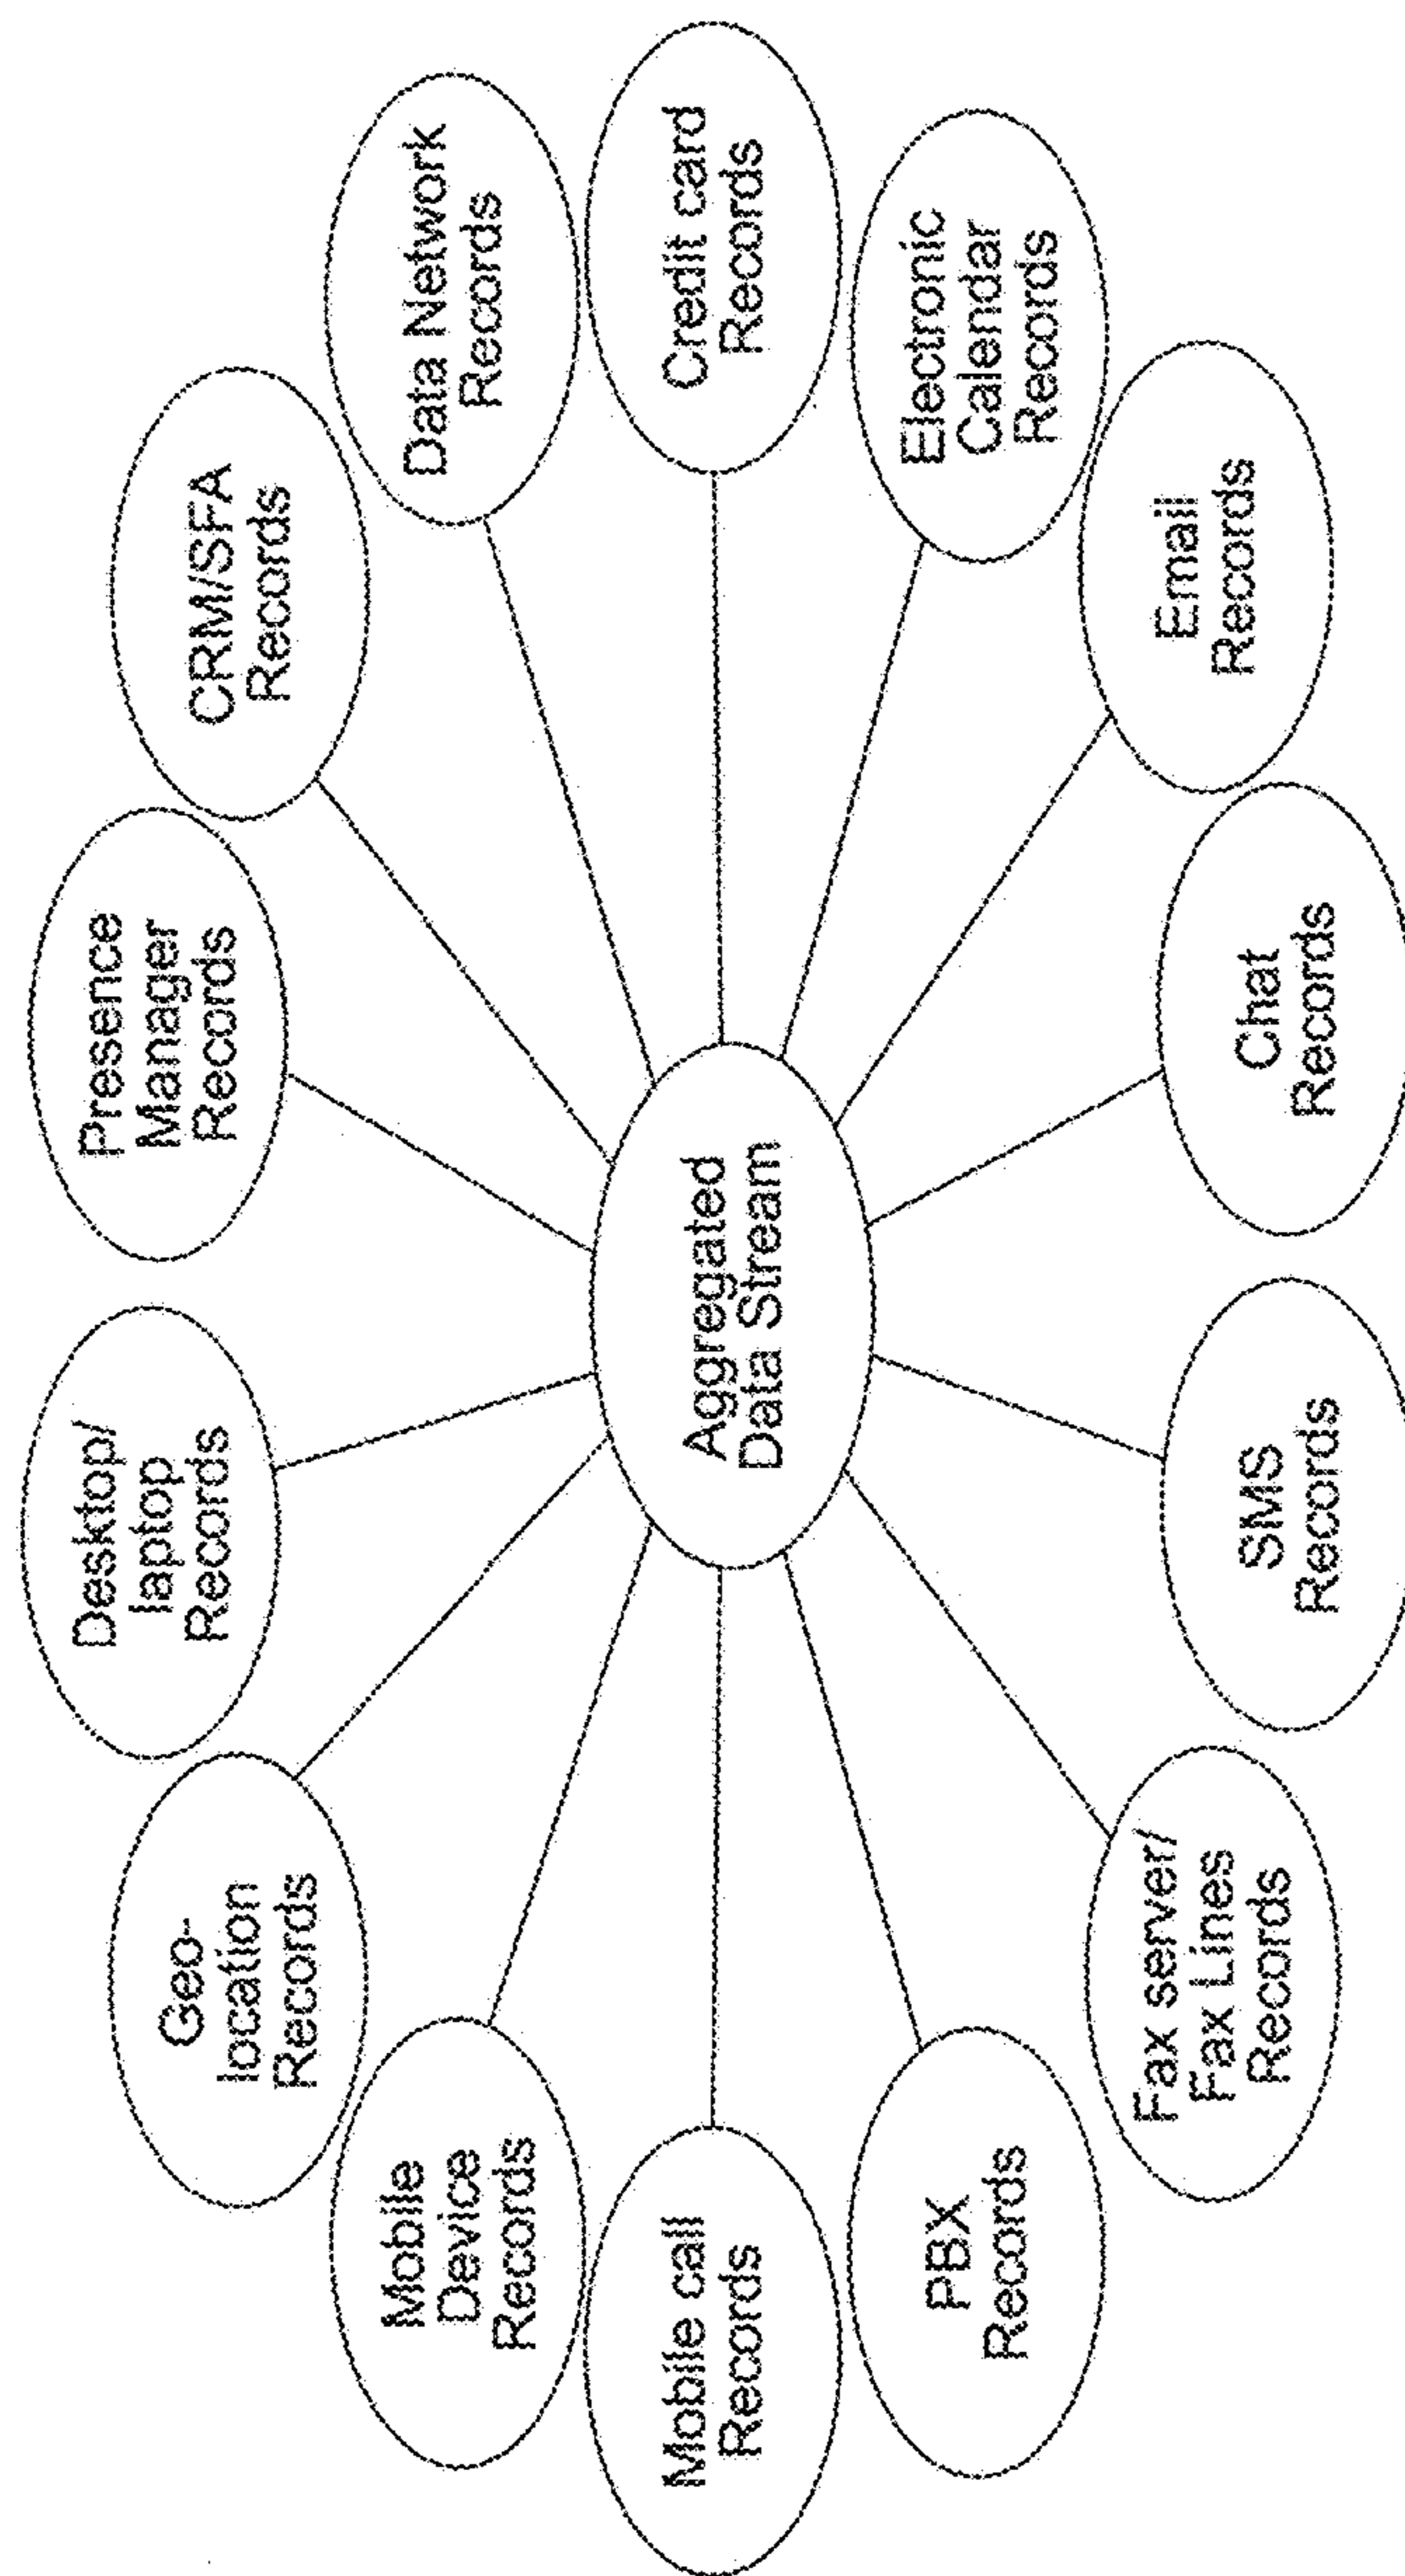 Desktop/
laptop
Records
Presence
Manager
Records
Geo-
location
Records
CRM/SFA
Records
Mobile
Device
Records
Data Network
Records
Mobile call
Records
Aggregated
Data Stream
Credit card
Records
PBX
Records
Electronic
Calendar
Records
Fax server/
Fax Lines
Records
Email
Records
SMS
Records
Chat
Records